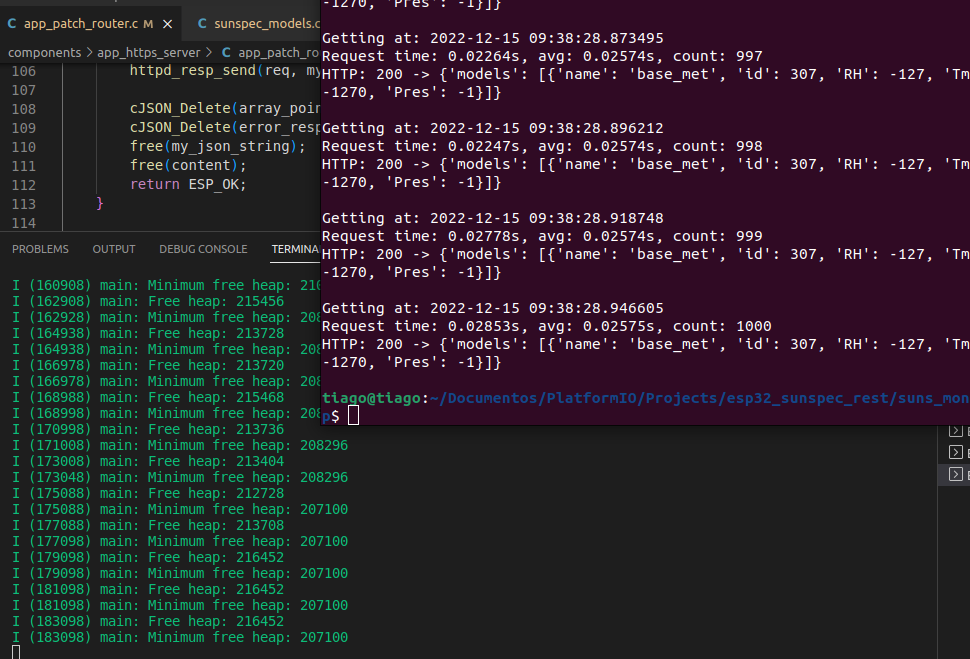 app_patch_router.c M
sunspec_models.c
components > app_https_server > C app_patch_ro
106 httpd_resp_send(req, my
107
108 cJSON_Delete(array_poin
109 cJSON_Delete(error_resp
110 free(my_json_string);
111 free(content);
112 return ESP_OK;
113 }
114
PROBLEMS OUTPUT DEBUG CONSOLE TERMINA
I (160908) main: Minimum free heap: 210
I (162908) main: Free heap: 215456
I (162928) main: Minimum free heap: 208
I (164938) main: Free heap: 213728
I (164938) main: Minimum free heap: 208
I (166978) main: Free heap: 213720
I (166978) main: Minimum free heap: 208
I (168988) main: Free heap: 215468
I (168998) main: Minimum free heap: 208
I (170998) main: Free heap: 213736
I (171008) main: Minimum free heap: 208296
I (173008) main: Free heap: 213404
I (173048) main: Minimum free heap: 208296
I (175088) main: Free heap: 212728
I (175088) main: Minimum free heap: 207100
I (177088) main: Free heap: 213708
I (177098) main: Minimum free heap: 207100
I (179098) main: Free heap: 216452
I (179098) main: Minimum free heap: 207100
I (181098) main: Free heap: 216452
I (181098) main: Minimum free heap: 207100
I (183098) main: Free heap: 216452
I (183098) main: Minimum free heap: 207100
-1270, 'Pres': -1}]}
Getting at: 2022-12-15 09:38:28.873495
Request time: 0.02264s, avg: 0.02574s, count: 997
HTTP: 200 -> {'models': [{'name': 'base_met', 'id': 307, 'RH': -127, 'Tm
-1270, 'Pres': -1}]}
Getting at: 2022-12-15 09:38:28.896212
Request time: 0.02247s, avg: 0.02574s, count: 998
HTTP: 200 -> {'models': [{'name': 'base_met', 'id': 307, 'RH': -127, 'Tm
-1270, 'Pres': -1}]}
Getting at: 2022-12-15 09:38:28.918748
Request time: 0.02778s, avg: 0.02574s, count: 999
HTTP: 200 -> {'models': [{'name': 'base_met', 'id': 307, 'RH': -127, 'Tm
-1270, 'Pres': -1}]}
Getting at: 2022-12-15 09:38:28.946605
Request time: 0.02853s, avg: 0.02575s, count: 1000
HTTP: 200 -> {'models': [{'name': 'base_met', 'id': 307, 'RH': -127, 'Tm
-1270, 'Pres': -1}]}
tiago@tiago:~/Documentos/PlatformIO/Projects/esp32_sunspec_rest/suns_mon
p$